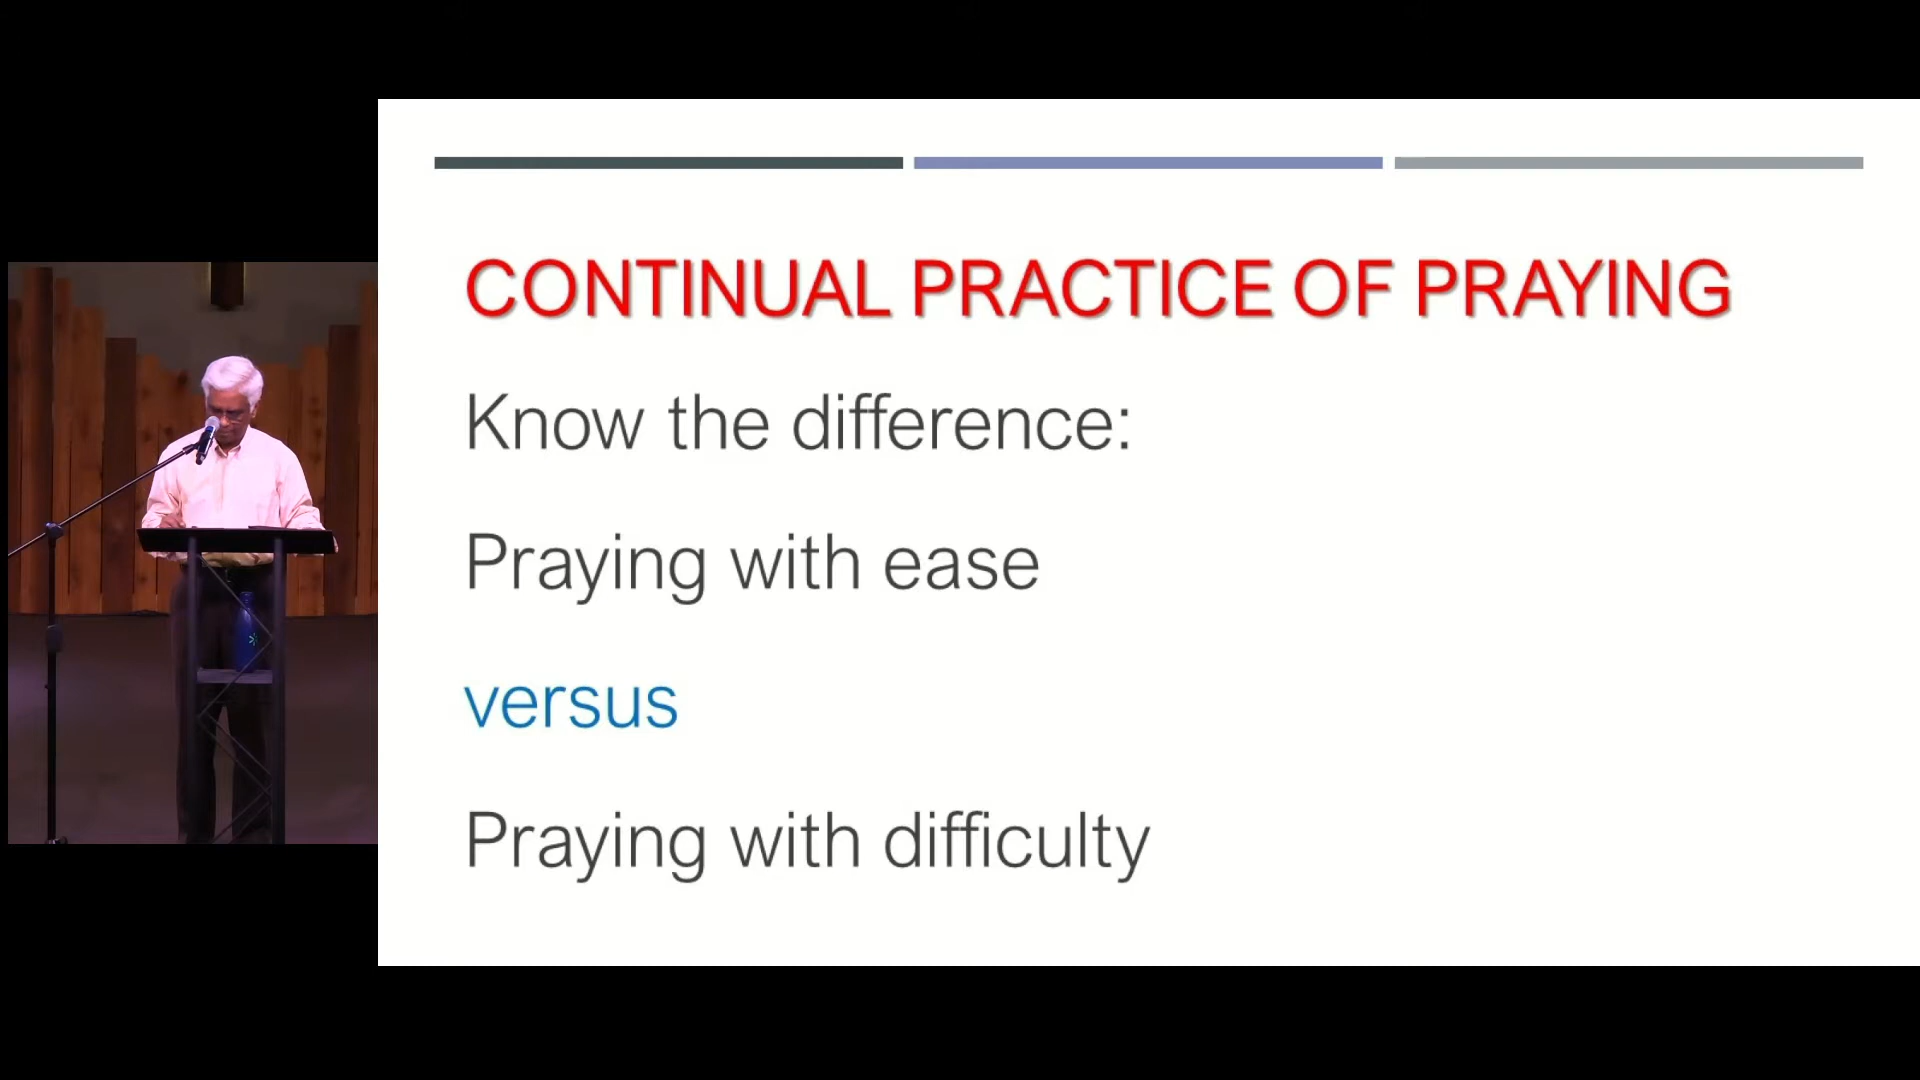 CONTINUAL PRACTICE OF PRAYING
Know the difference:
Praying with ease
versus
Praying with difficulty